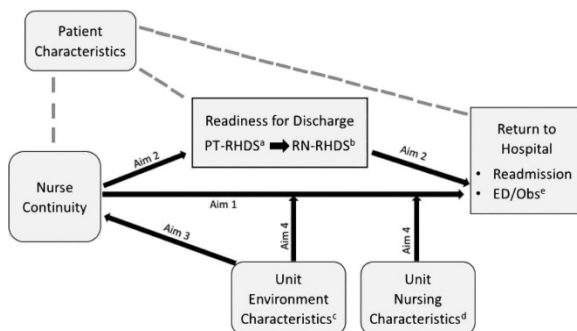 Patient
Characteristics
Readiness for Discharge
PT-RHDSᵃ RN-RHDSᵇ
Return to
Hospital
• Readmission
• ED/Obsᵉ
Aim 2
Aim 2
Nurse
Continuity
Aim 1
Aim 3
Aim 4
Aim 4
Unit
Environment
Characteristicsᶜ
Unit
Nursing
Characteristicsᵈ